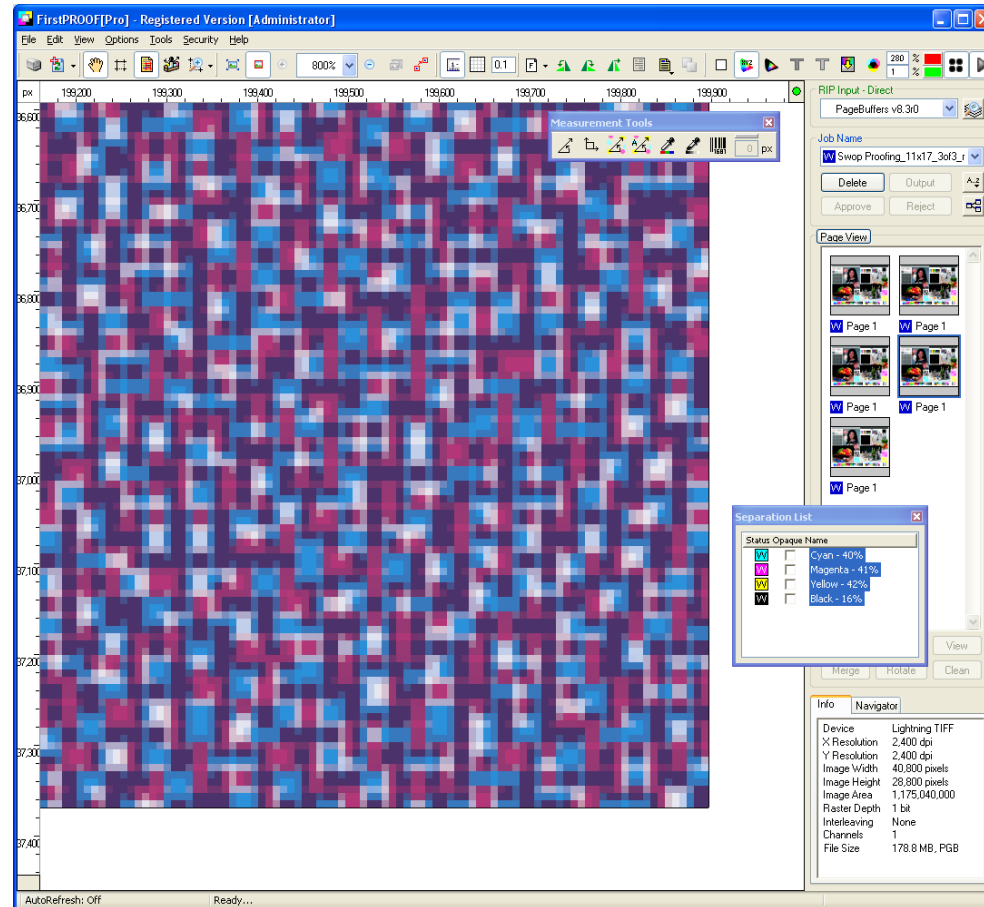 FirstPROOF[Pro] - Registered Version [Administrator]
File Edit View Options Tools Security Help
0.1 800% 280 % 1 %
px 199,200 199,300 199,400 199,500 199,600 199,700 199,800 199,900
RIP Input - Direct
PageBuffers v8.3r0
36,600
Measurement Tools
0 px
Job Name
W Swop Proofing_11x17_3of3_r
Delete Output
Approve Reject
36,700
Page View
36,800
W Page 1 W Page 1
36,900
W Page 1 W Page 1
37,000
W Page 1
Separation List
Status Opaque Name
W Cyan - 40%
W Magenta - 41%
W Yellow - 42%
W Black - 16%
37,100
37,200
View
Merge Rotate Clean
Info Navigator
Device Lightning TIFF
X Resolution 2,400 dpi
Y Resolution 2,400 dpi
Image Width 40,800 pixels
Image Height 28,800 pixels
Image Area 1,175,040,000
Raster Depth 1 bit
Interleaving None
Channels 1
File Size 178.8 MB, PGB
37,300
37,400
AutoRefresh: Off Ready...